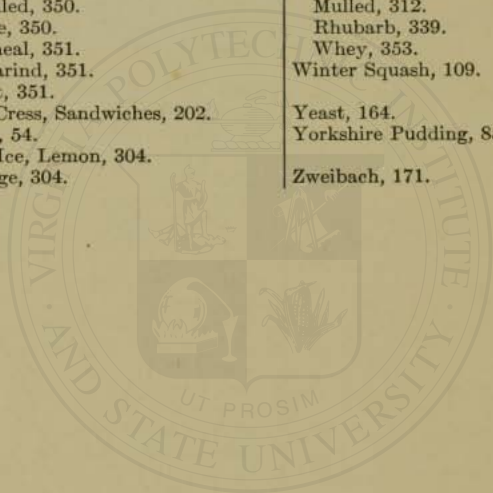 led, 350.
e, 350.
eal, 351.
arind, 351.
, 351.
Cress, Sandwiches, 202.
, 54.
Ice, Lemon, 304.
ge, 304.
Mulled, 312.
Rhubarb, 339.
Whey, 353.
Winter Squash, 109.
Yeast, 164.
Yorkshire Pudding, 8
Zweibach, 171.
VIRGINIA POLYTECHNIC INSTITUTE
AND STATE UNIVERSITY
UT PROSIM